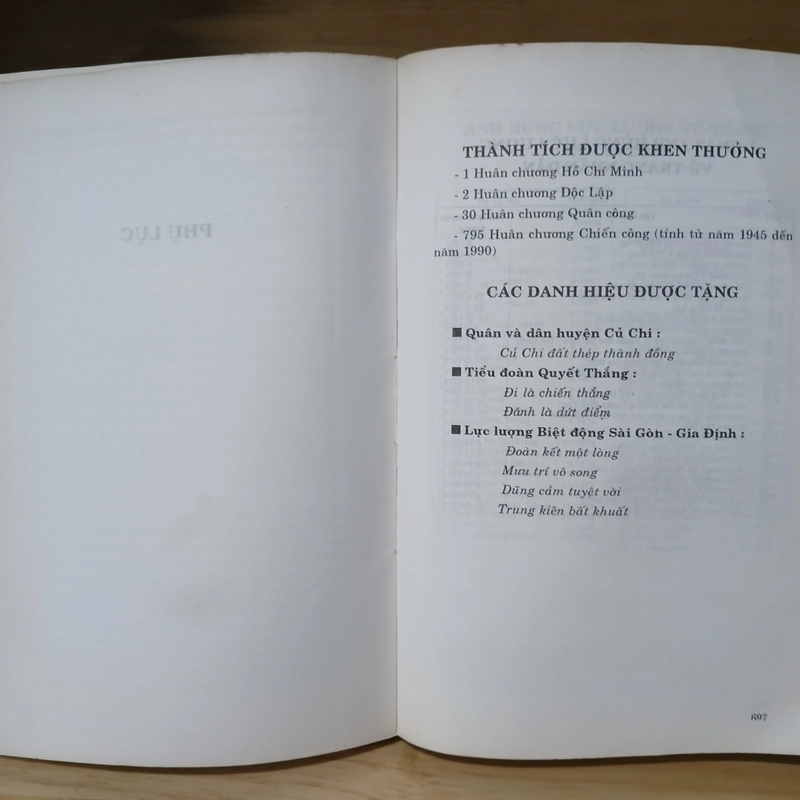 PHỤ LỤC
THÀNH TÍCH ĐƯỢC KHEN THƯỞNG
- 1 Huân chương Hồ Chí Minh
- 2 Huân chương Độc Lập
- 30 Huân chương Quân công
- 795 Huân chương Chiến công (tính từ năm 1945 đến
năm 1990)
CÁC DANH HIỆU ĐƯỢC TẶNG
■ Quân và dân huyện Củ Chi :
Củ Chi đất thép thành đồng
■ Tiểu đoàn Quyết Thắng :
Đi là chiến thắng
Đánh là dứt điểm
■ Lực lượng Biệt động Sài Gòn - Gia Định :
Đoàn kết một lòng
Mưu trí vô song
Dũng cảm tuyệt vời
Trung kiên bất khuất
697